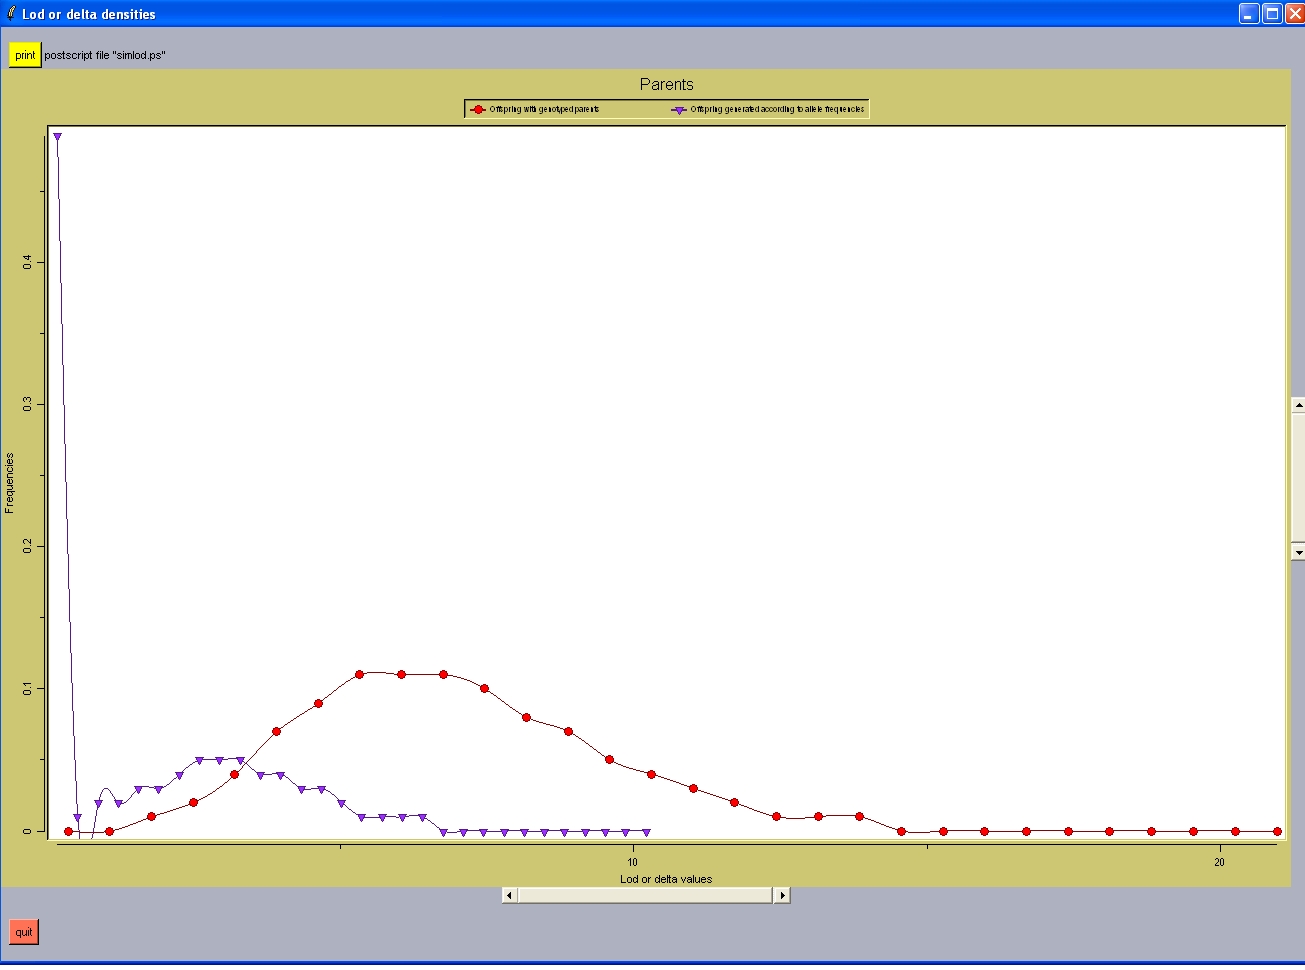 Lod or delta densities
print postscript file "simlod.ps"
Parents
Offspring with genotyped parents Offspring generated according to allele frequencies
0.4
0.3
Frequencies
0.2
0.1
0
10 20
Lod or delta values
quit